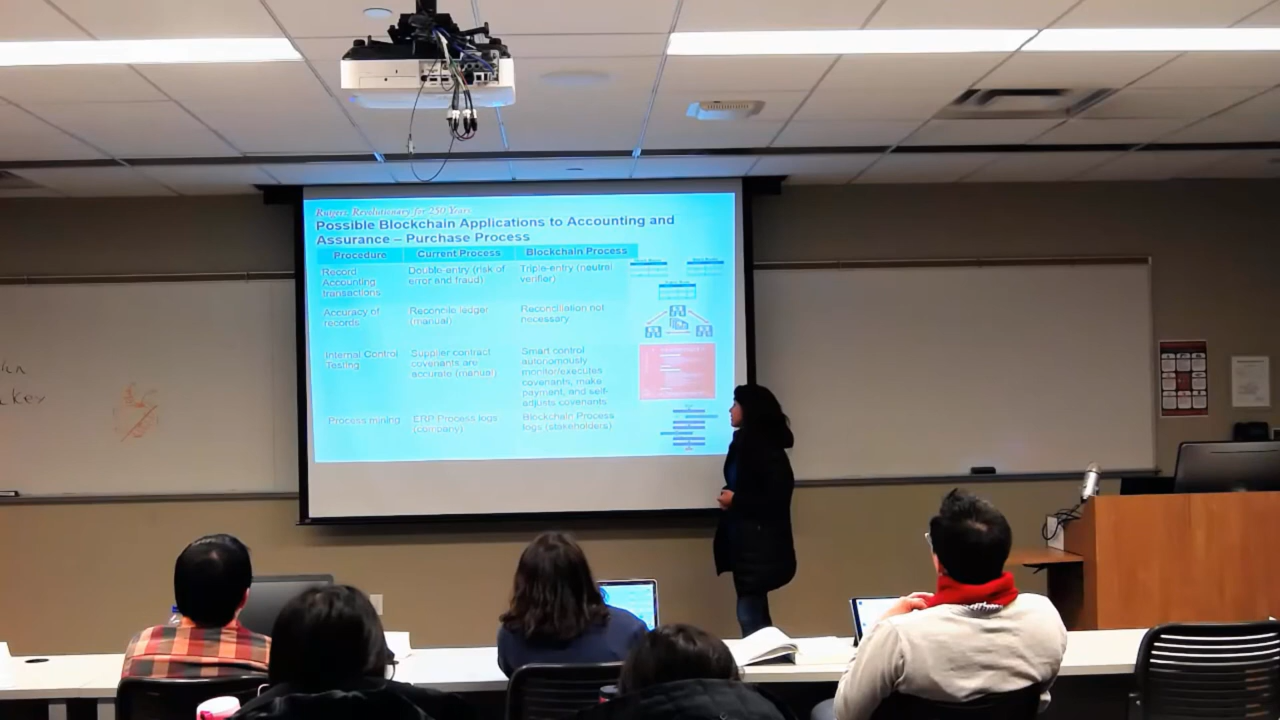 Rutgers, Revolutionary for 250 Years
Possible Blockchain Applications to Accounting and
Assurance – Purchase Process
Procedure Current Process Blockchain Process
Record Accounting transactions
Double-entry (risk of error and fraud)
Triple-entry (neutral verifier)
Accuracy of records
Reconcile ledger (manual)
Reconciliation not necessary
Internal Control Testing
Supplier contract covenants are accurate (manual)
Smart control autonomously monitor/executes covenants, make payment, and self-adjusts covenants
Process mining
ERP Process logs (company)
Blockchain Process logs (stakeholders)